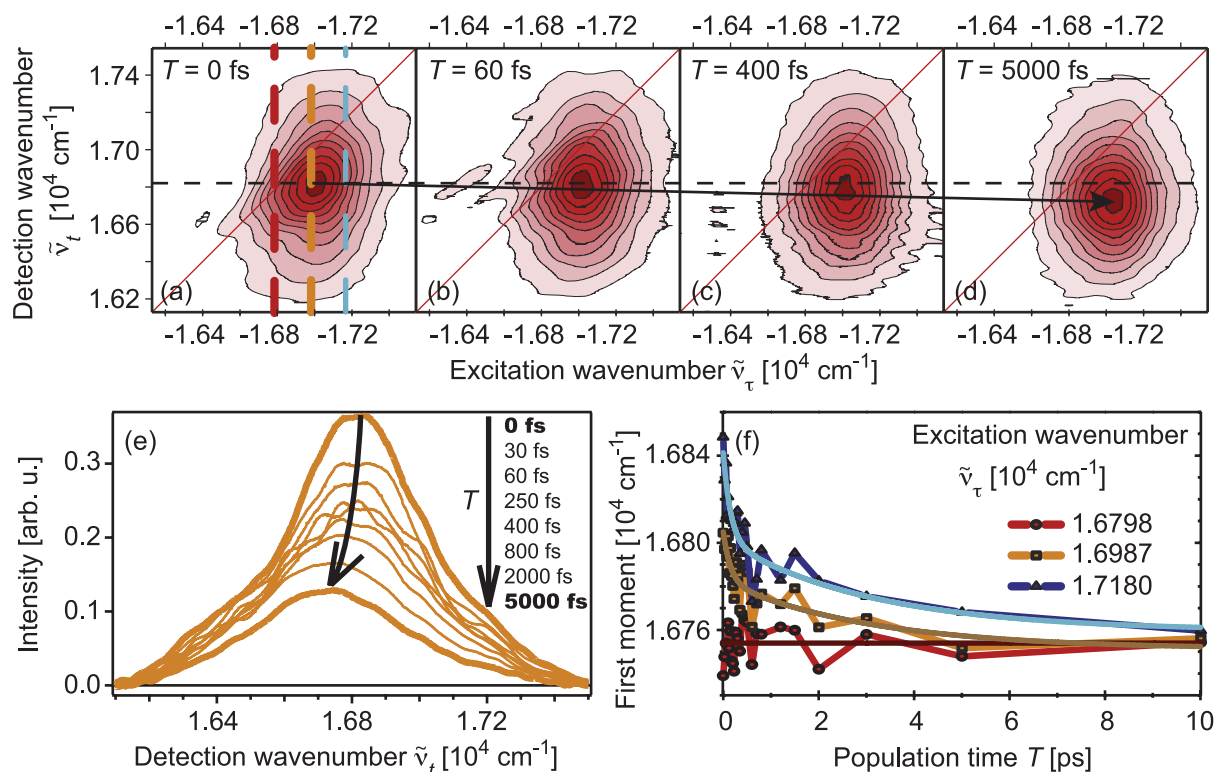 -1.64 -1.68 -1.72 -1.64 -1.68 -1.72 -1.64 -1.68 -1.72 -1.64 -1.68 -1.72
T = 0 fs T = 60 fs T = 400 fs T = 5000 fs
Detection wavenumber
ν̃t [10⁴ cm⁻¹]
1.74
1.70
1.66
1.62
(a) (b) (c) (d)
-1.64 -1.68 -1.72 -1.64 -1.68 -1.72 -1.64 -1.68 -1.72 -1.64 -1.68 -1.72
Excitation wavenumber ν̃τ [10⁴ cm⁻¹]
(e)
Intensity [arb. u.]
0.3
0.2
0.1
0.0
T
0 fs
30 fs
60 fs
250 fs
400 fs
800 fs
2000 fs
5000 fs
1.64 1.68 1.72
Detection wavenumber ν̃t [10⁴ cm⁻¹]
(f)
First moment [10⁴ cm⁻¹]
1.684
1.680
1.676
Excitation wavenumber
ν̃τ [10⁴ cm⁻¹]
1.6798
1.6987
1.7180
0 2 4 6 8 10
Population time T [ps]